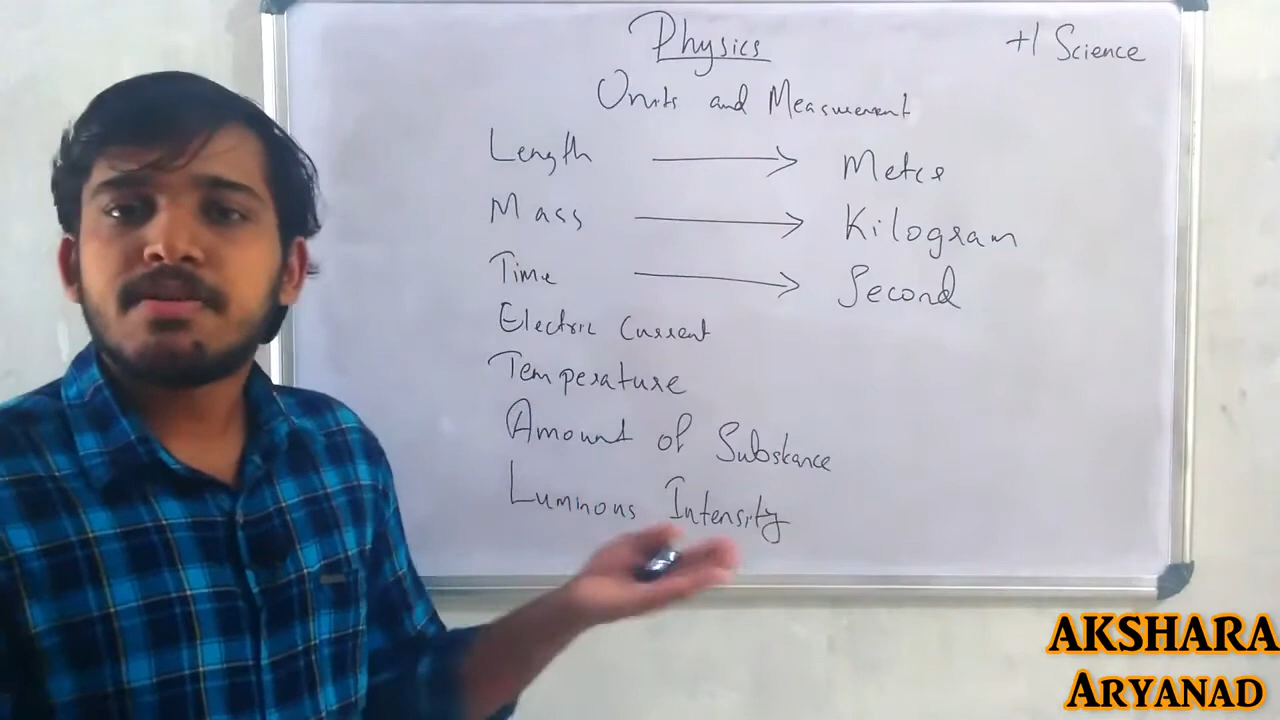 Physics
+1 Science
Units and Measurement
Length → Metre
Mass → Kilogram
Time → Second
Electric Current
Temperature
Amount of Substance
Luminous Intensity
AKSHARA
ARYANAD